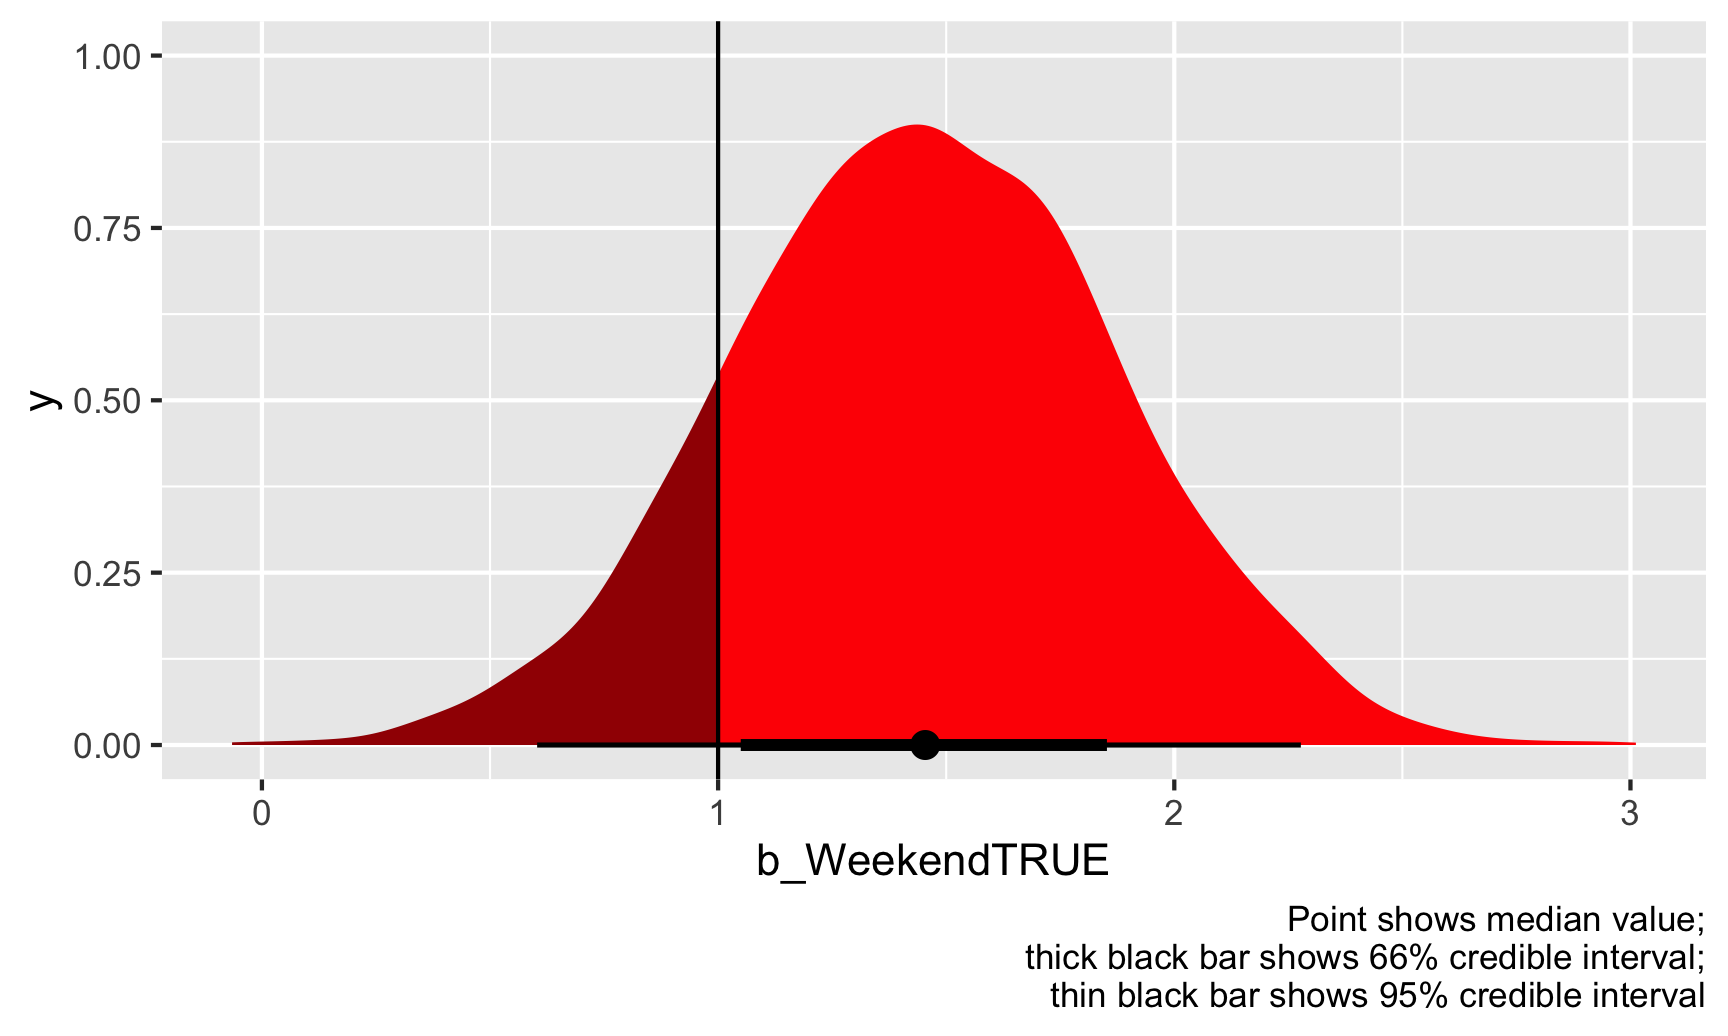 1.00
0.75
0.50
0.25
0.00
y
0
1
2
3
b_WeekendTRUE
Point shows median value;
thick black bar shows 66% credible interval;
thin black bar shows 95% credible interval